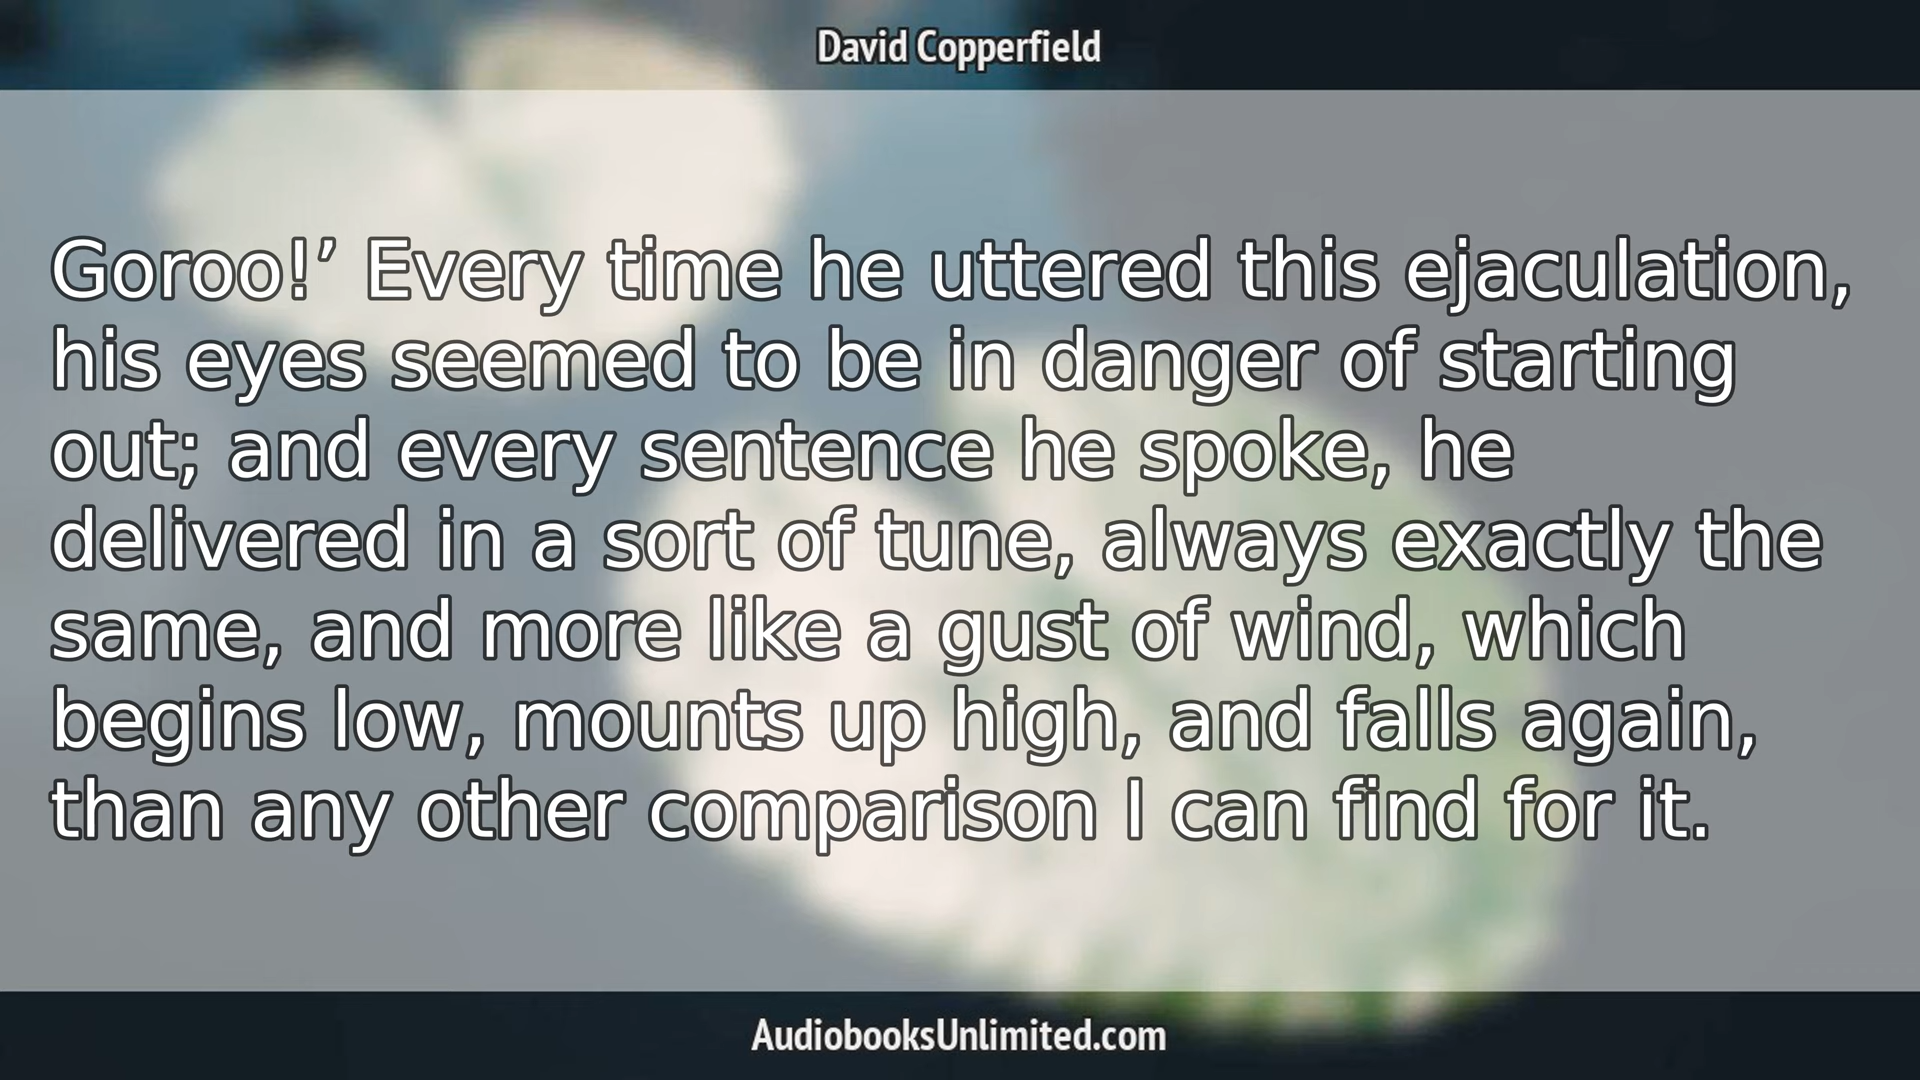 David Copperfield
Goroo!’ Every time he uttered this ejaculation,
his eyes seemed to be in danger of starting
out; and every sentence he spoke, he
delivered in a sort of tune, always exactly the
same, and more like a gust of wind, which
begins low, mounts up high, and falls again,
than any other comparison I can find for it.
AudiobooksUnlimited.com